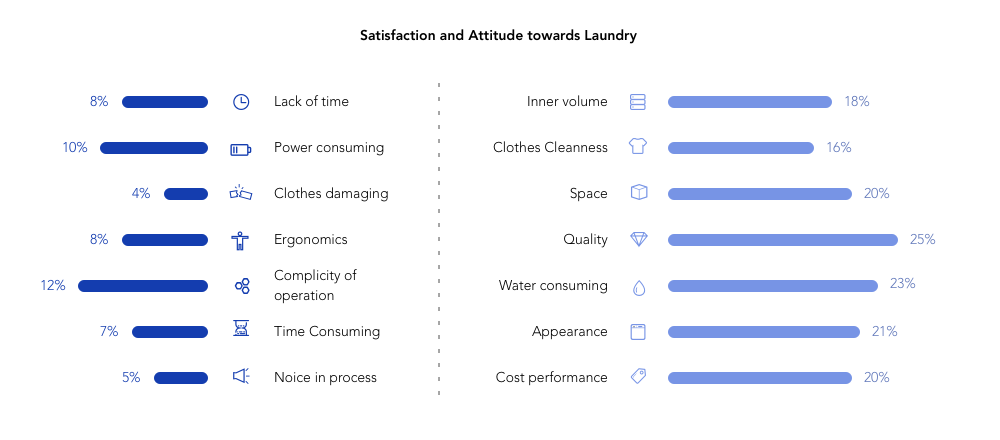 Satisfaction and Attitude towards Laundry
8% Lack of time
10% Power consuming
4% Clothes damaging
8% Ergonomics
12% Complicity of
operation
7% Time Consuming
5% Noice in process
Inner volume 18%
Clothes Cleanness 16%
Space 20%
Quality 25%
Water consuming 23%
Appearance 21%
Cost performance 20%